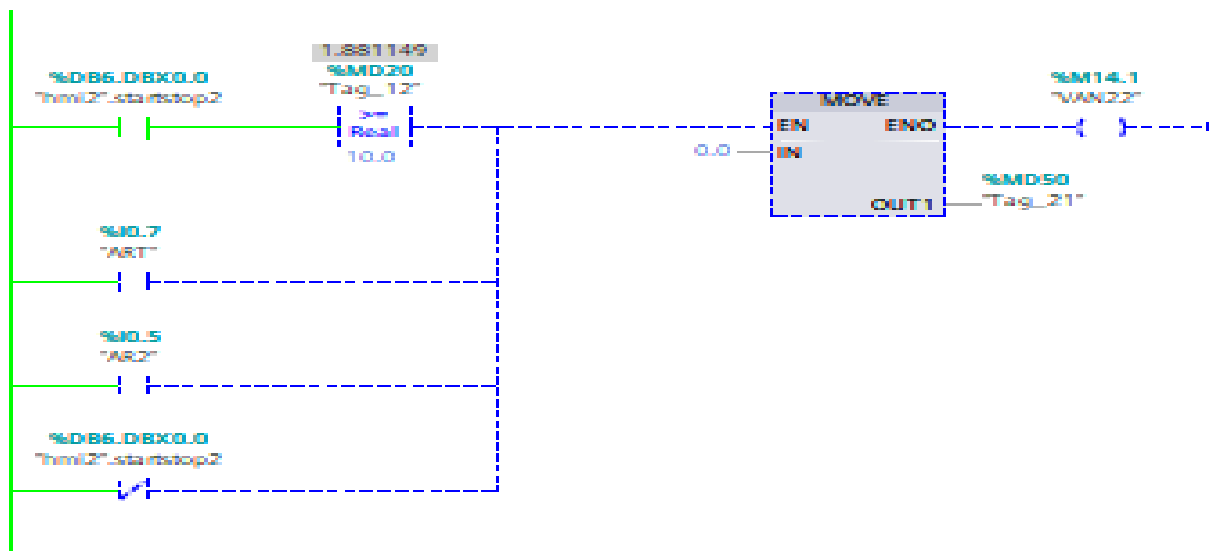 1.881149
%DB6.DBX0.0
"hmi2".startstop2
%MD20
"Tag_12"
>=
Real
10.0
MOVE
EN
ENO
0.0
IN
OUT1
%MD50
"Tag_21"
%M14.1
"VAN22"
%I0.7
"ART"
%I0.5
"AR2"
%DB6.DBX0.0
"hmi2".startstop2